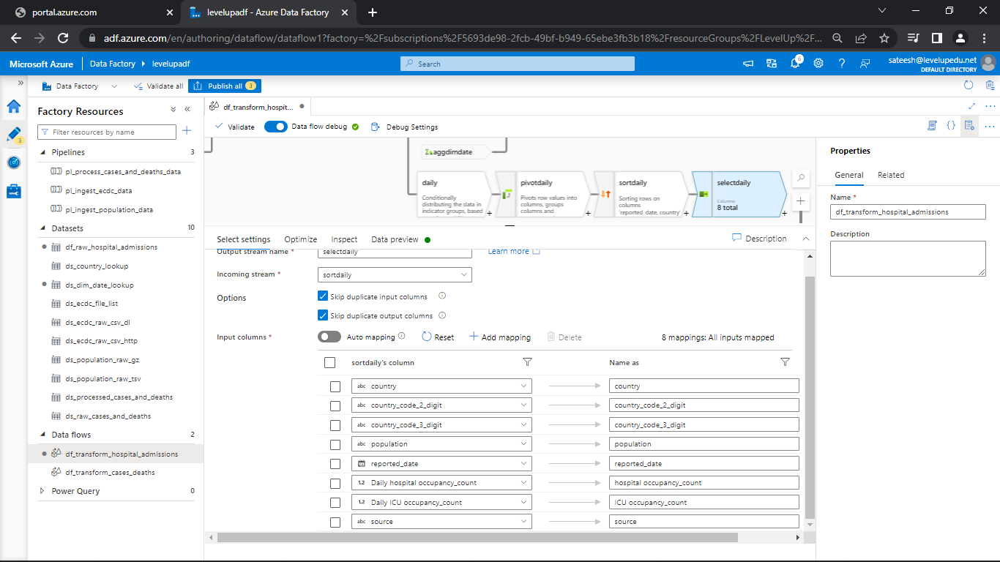 portal.azure.com
levelupadf - Azure Data Factory
adf.azure.com/en/authoring/dataflow/dataflow1?factory=%2Fsubscriptions%2F5693de98-2fcb-49bf-b949-65ebe3fb3b18%2FresourceGroups%2FLevelUp%2F...
Microsoft Azure
Data Factory
levelupadf
Search
6
sateesh@levelupedu.net
DEFAULT DIRECTORY
Data Factory
Validate all
Publish all 3
3
Factory Resources
Filter resources by name
Pipelines 3
pl_process_cases_and_deaths_data
pl_ingest_ecdc_data
pl_ingest_population_data
Datasets 10
df_raw_hospital_admissions
ds_country_lookup
ds_dim_date_lookup
ds_ecdc_file_list
ds_ecdc_raw_csv_dl
ds_ecdc_raw_csv_http
ds_population_raw_gz
ds_population_raw_tsv
ds_processed_cases_and_deaths
ds_raw_cases_and_deaths
Data flows 2
df_transform_hospital_admissions
df_transform_cases_deaths
Power Query 0
df_transform_hospit...
Validate
Data flow debug
Debug Settings
aggdimdate
daily
Conditionally
distributing the data in
indicator groups, based
pivotdaily
Pivots row values into
columns, groups
columns and
sortdaily
Sorting rows on
columns
'reported_date, country'
selectdaily
Columns:
8 total
Select settings
Optimize
Inspect
Data preview
Description
Output stream name *
selectdaily
Learn more
Incoming stream *
sortdaily
Options
Skip duplicate input columns
Skip duplicate output columns
Input columns *
Auto mapping
Reset
Add mapping
Delete
8 mappings: All inputs mapped
sortdaily's column
Name as
abc country
country
abc country_code_2_digit
country_code_2_digit
abc country_code_3_digit
country_code_3_digit
abc population
population
reported_date
reported_date
1.2 Daily hospital occupancy_count
hospital occupancy_count
1.2 Daily ICU occupancy_count
ICU occupancy_count
abc source
source
Properties
General
Related
Name *
df_transform_hospital_admissions
Description